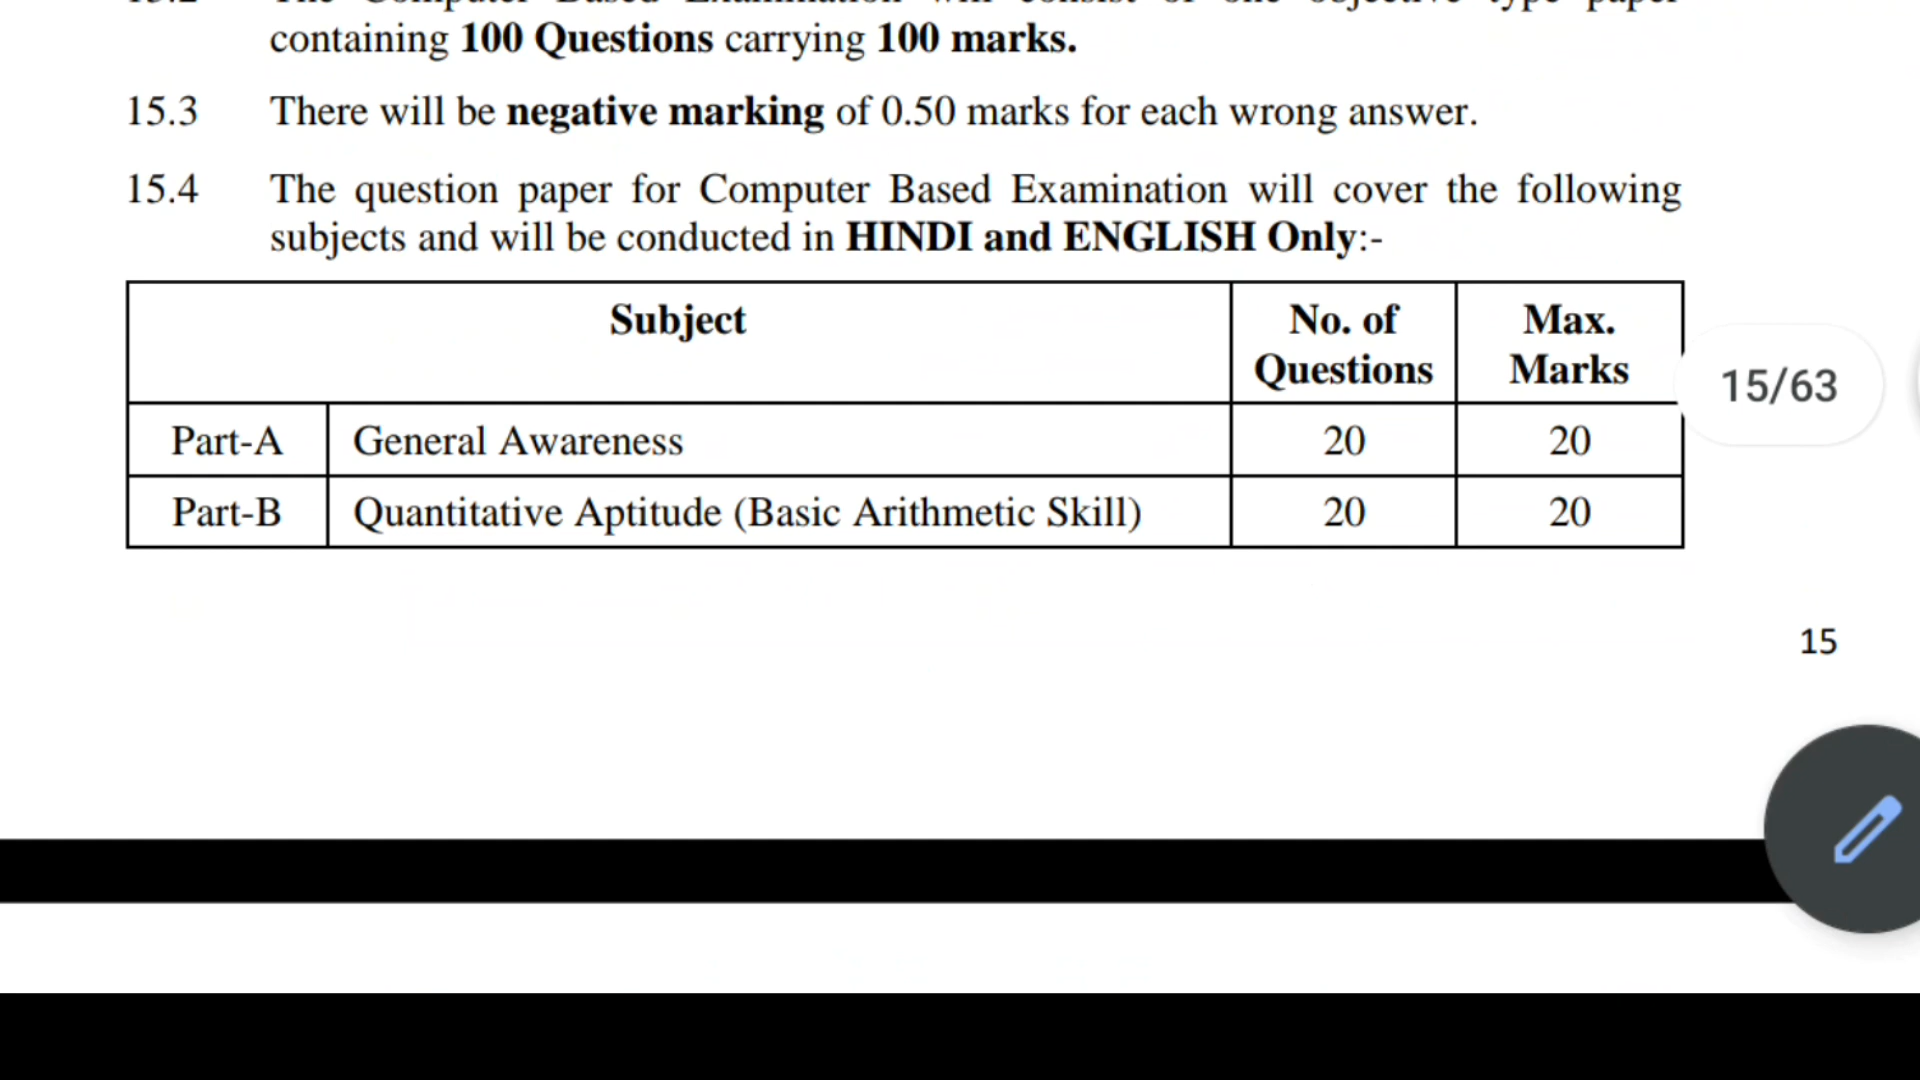 containing 100 Questions carrying 100 marks.
15.3 There will be negative marking of 0.50 marks for each wrong answer.
15.4 The question paper for Computer Based Examination will cover the following
subjects and will be conducted in HINDI and ENGLISH Only:-
Subject No. of Questions Max. Marks
Part-A General Awareness 20 20
Part-B Quantitative Aptitude (Basic Arithmetic Skill) 20 20
15/63
15